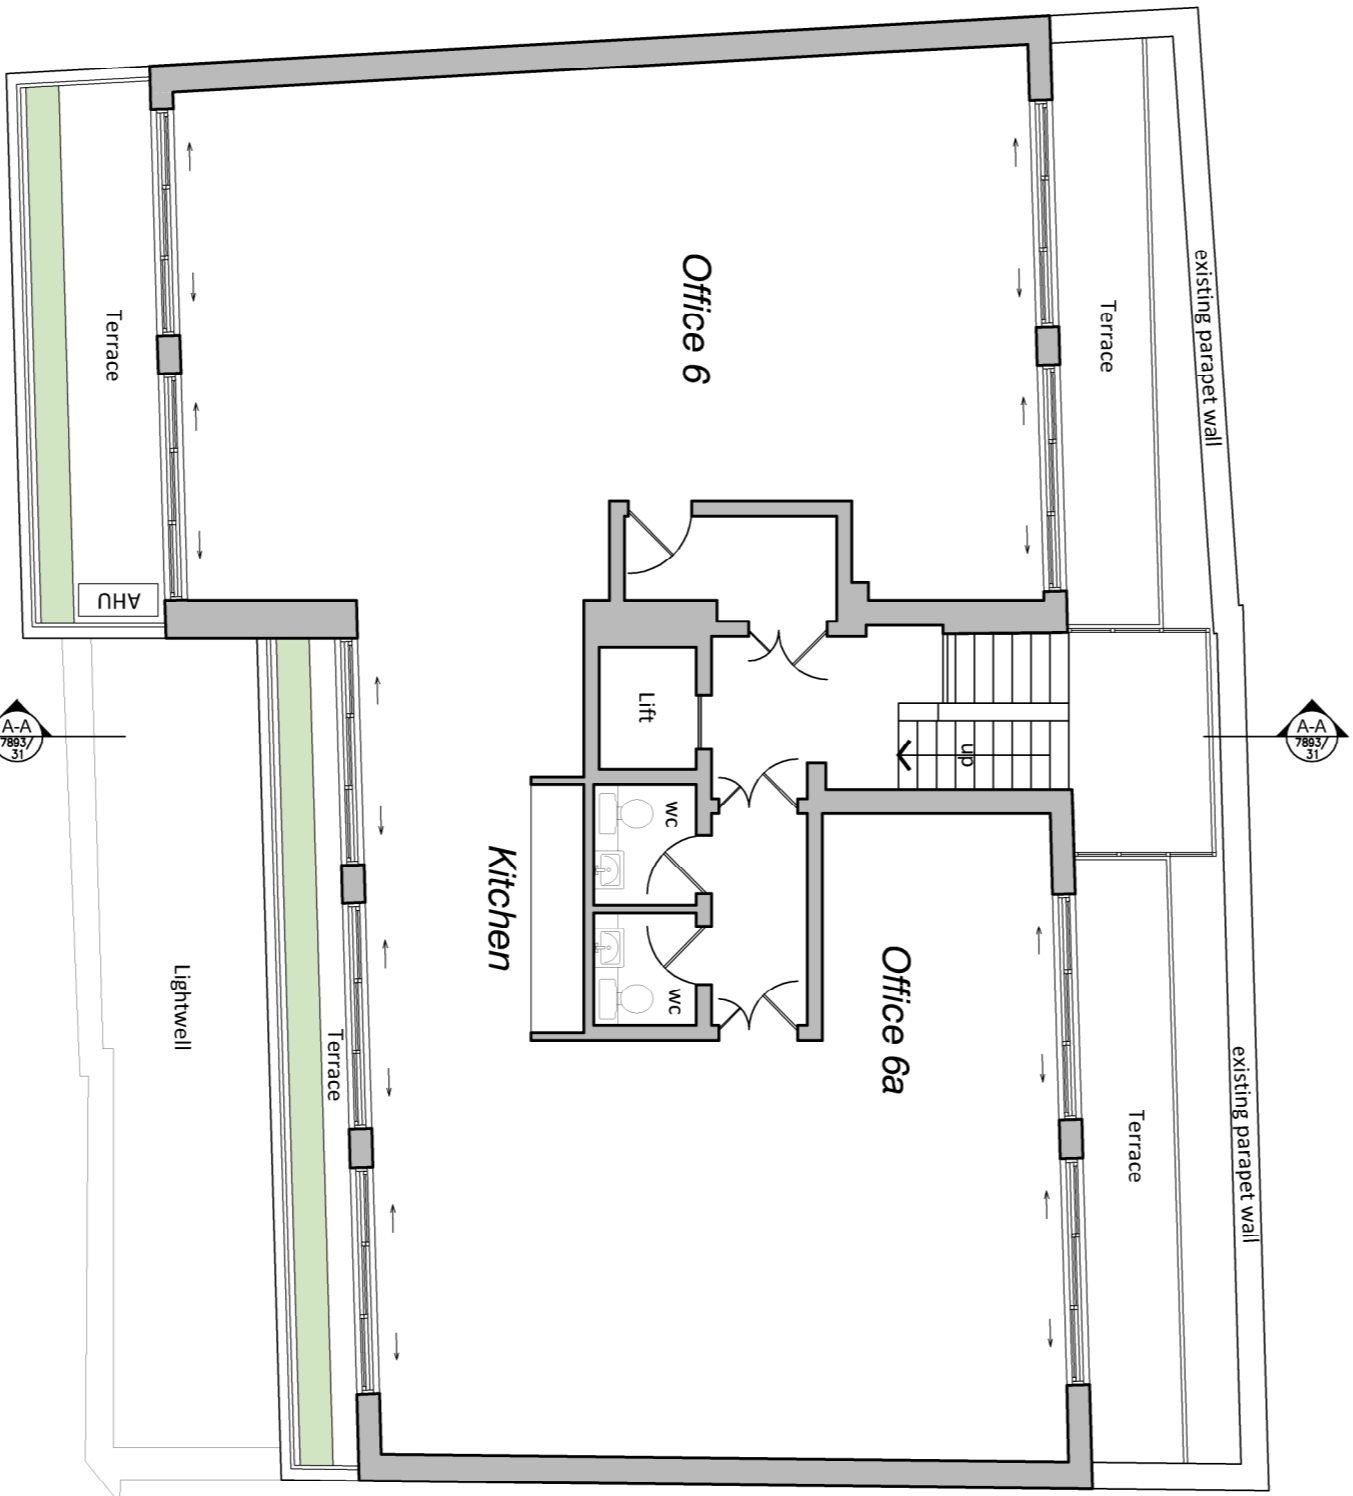 existing parapet wall
Terrace
Office 6
Terrace
AHU
up
Lift
A-A
7893/
31
A-A
7893/
31
wc
Kitchen
wc
Office 6a
Lightwell
Terrace
Terrace
existing parapet wall